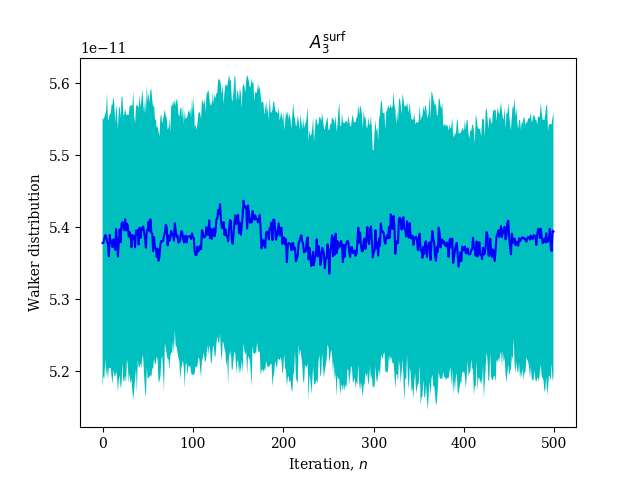 $A_3^{\mathrm{surf}}$
1e−11
5.6
5.5
5.4
5.3
5.2
Walker distribution
0 100 200 300 400 500
Iteration, $n$